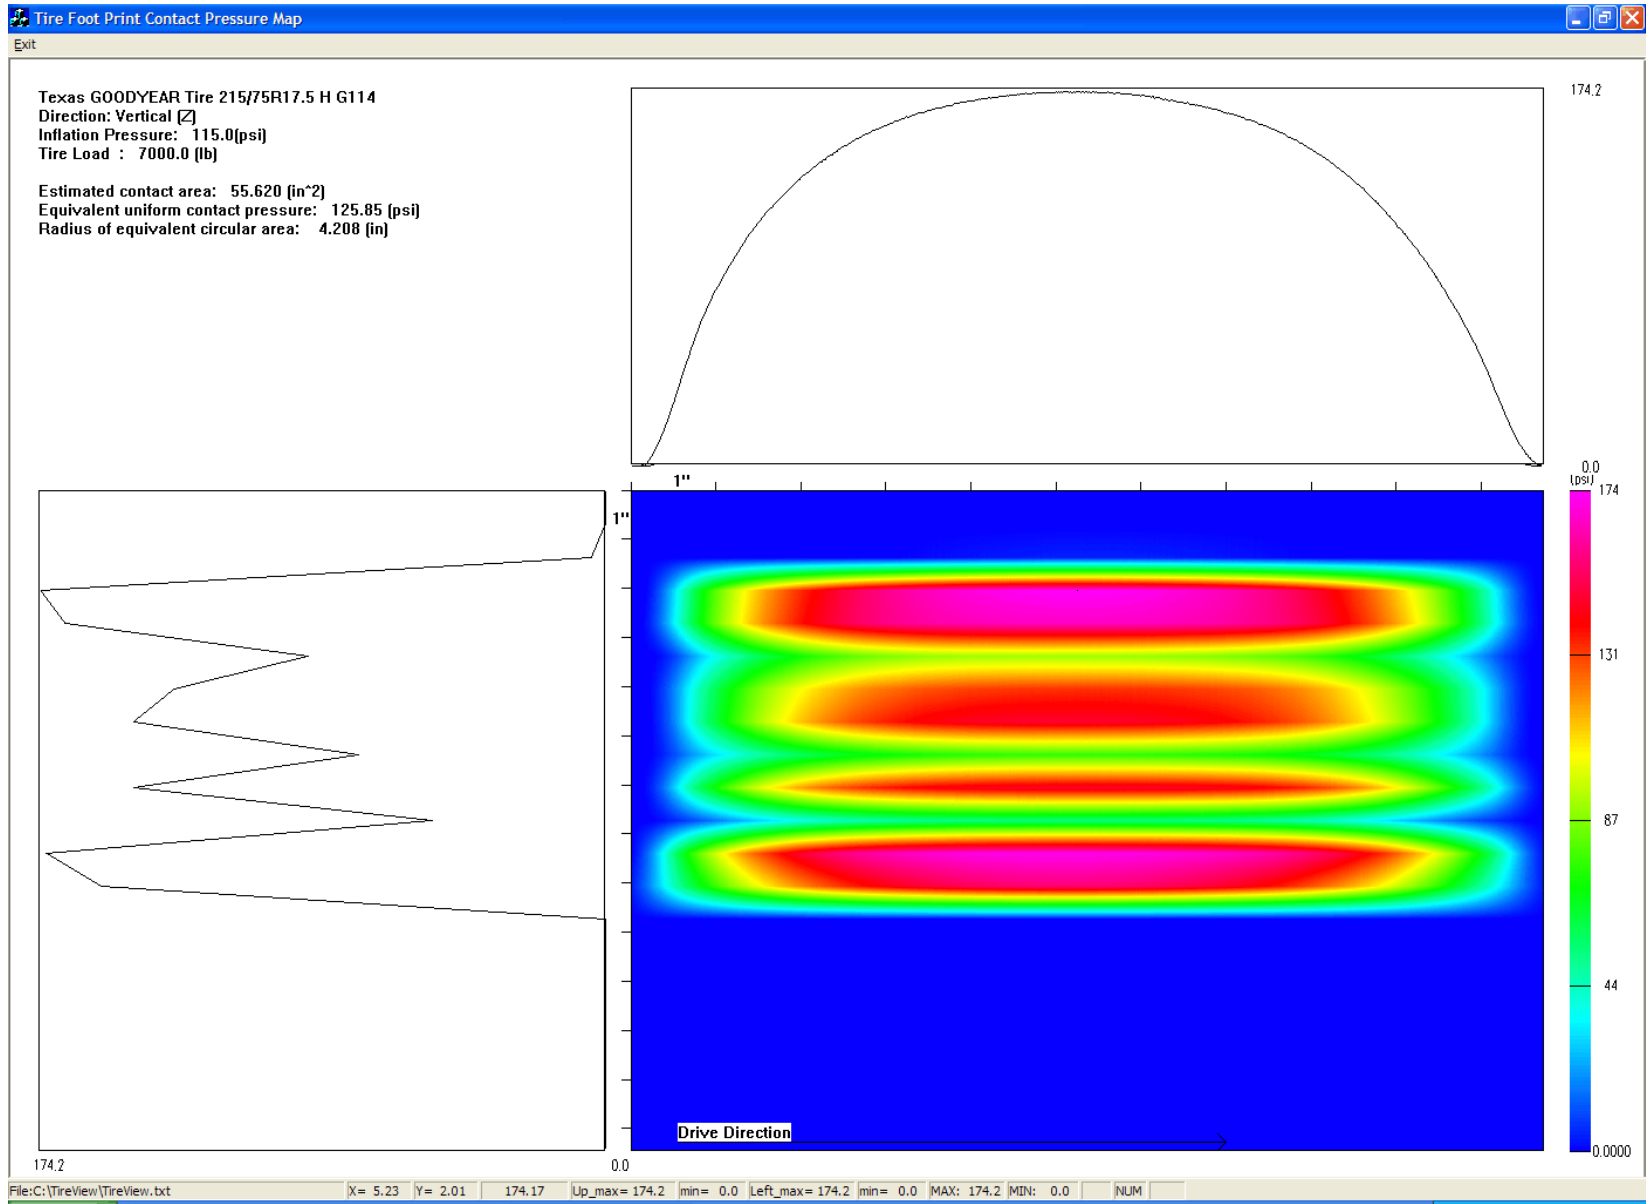 Tire Foot Print Contact Pressure Map
Exit
Texas GOODYEAR Tire 215/75R17.5 H G114
Direction: Vertical (Z)
Inflation Pressure: 115.0(psi)
Tire Load : 7000.0 (lb)
Estimated contact area: 55.620 (in^2)
Equivalent uniform contact pressure: 125.85 (psi)
Radius of equivalent circular area: 4.208 (in)
174.2
0.0
(psi)
1"
1"
174
131
87
44
0.0000
Drive Direction
174.2
0.0
File:C:\TireView\TireView.txt X= 5.23 Y= 2.01 174.17 Up_max= 174.2 min= 0.0 Left_max= 174.2 min= 0.0 MAX: 174.2 MIN: 0.0 NUM